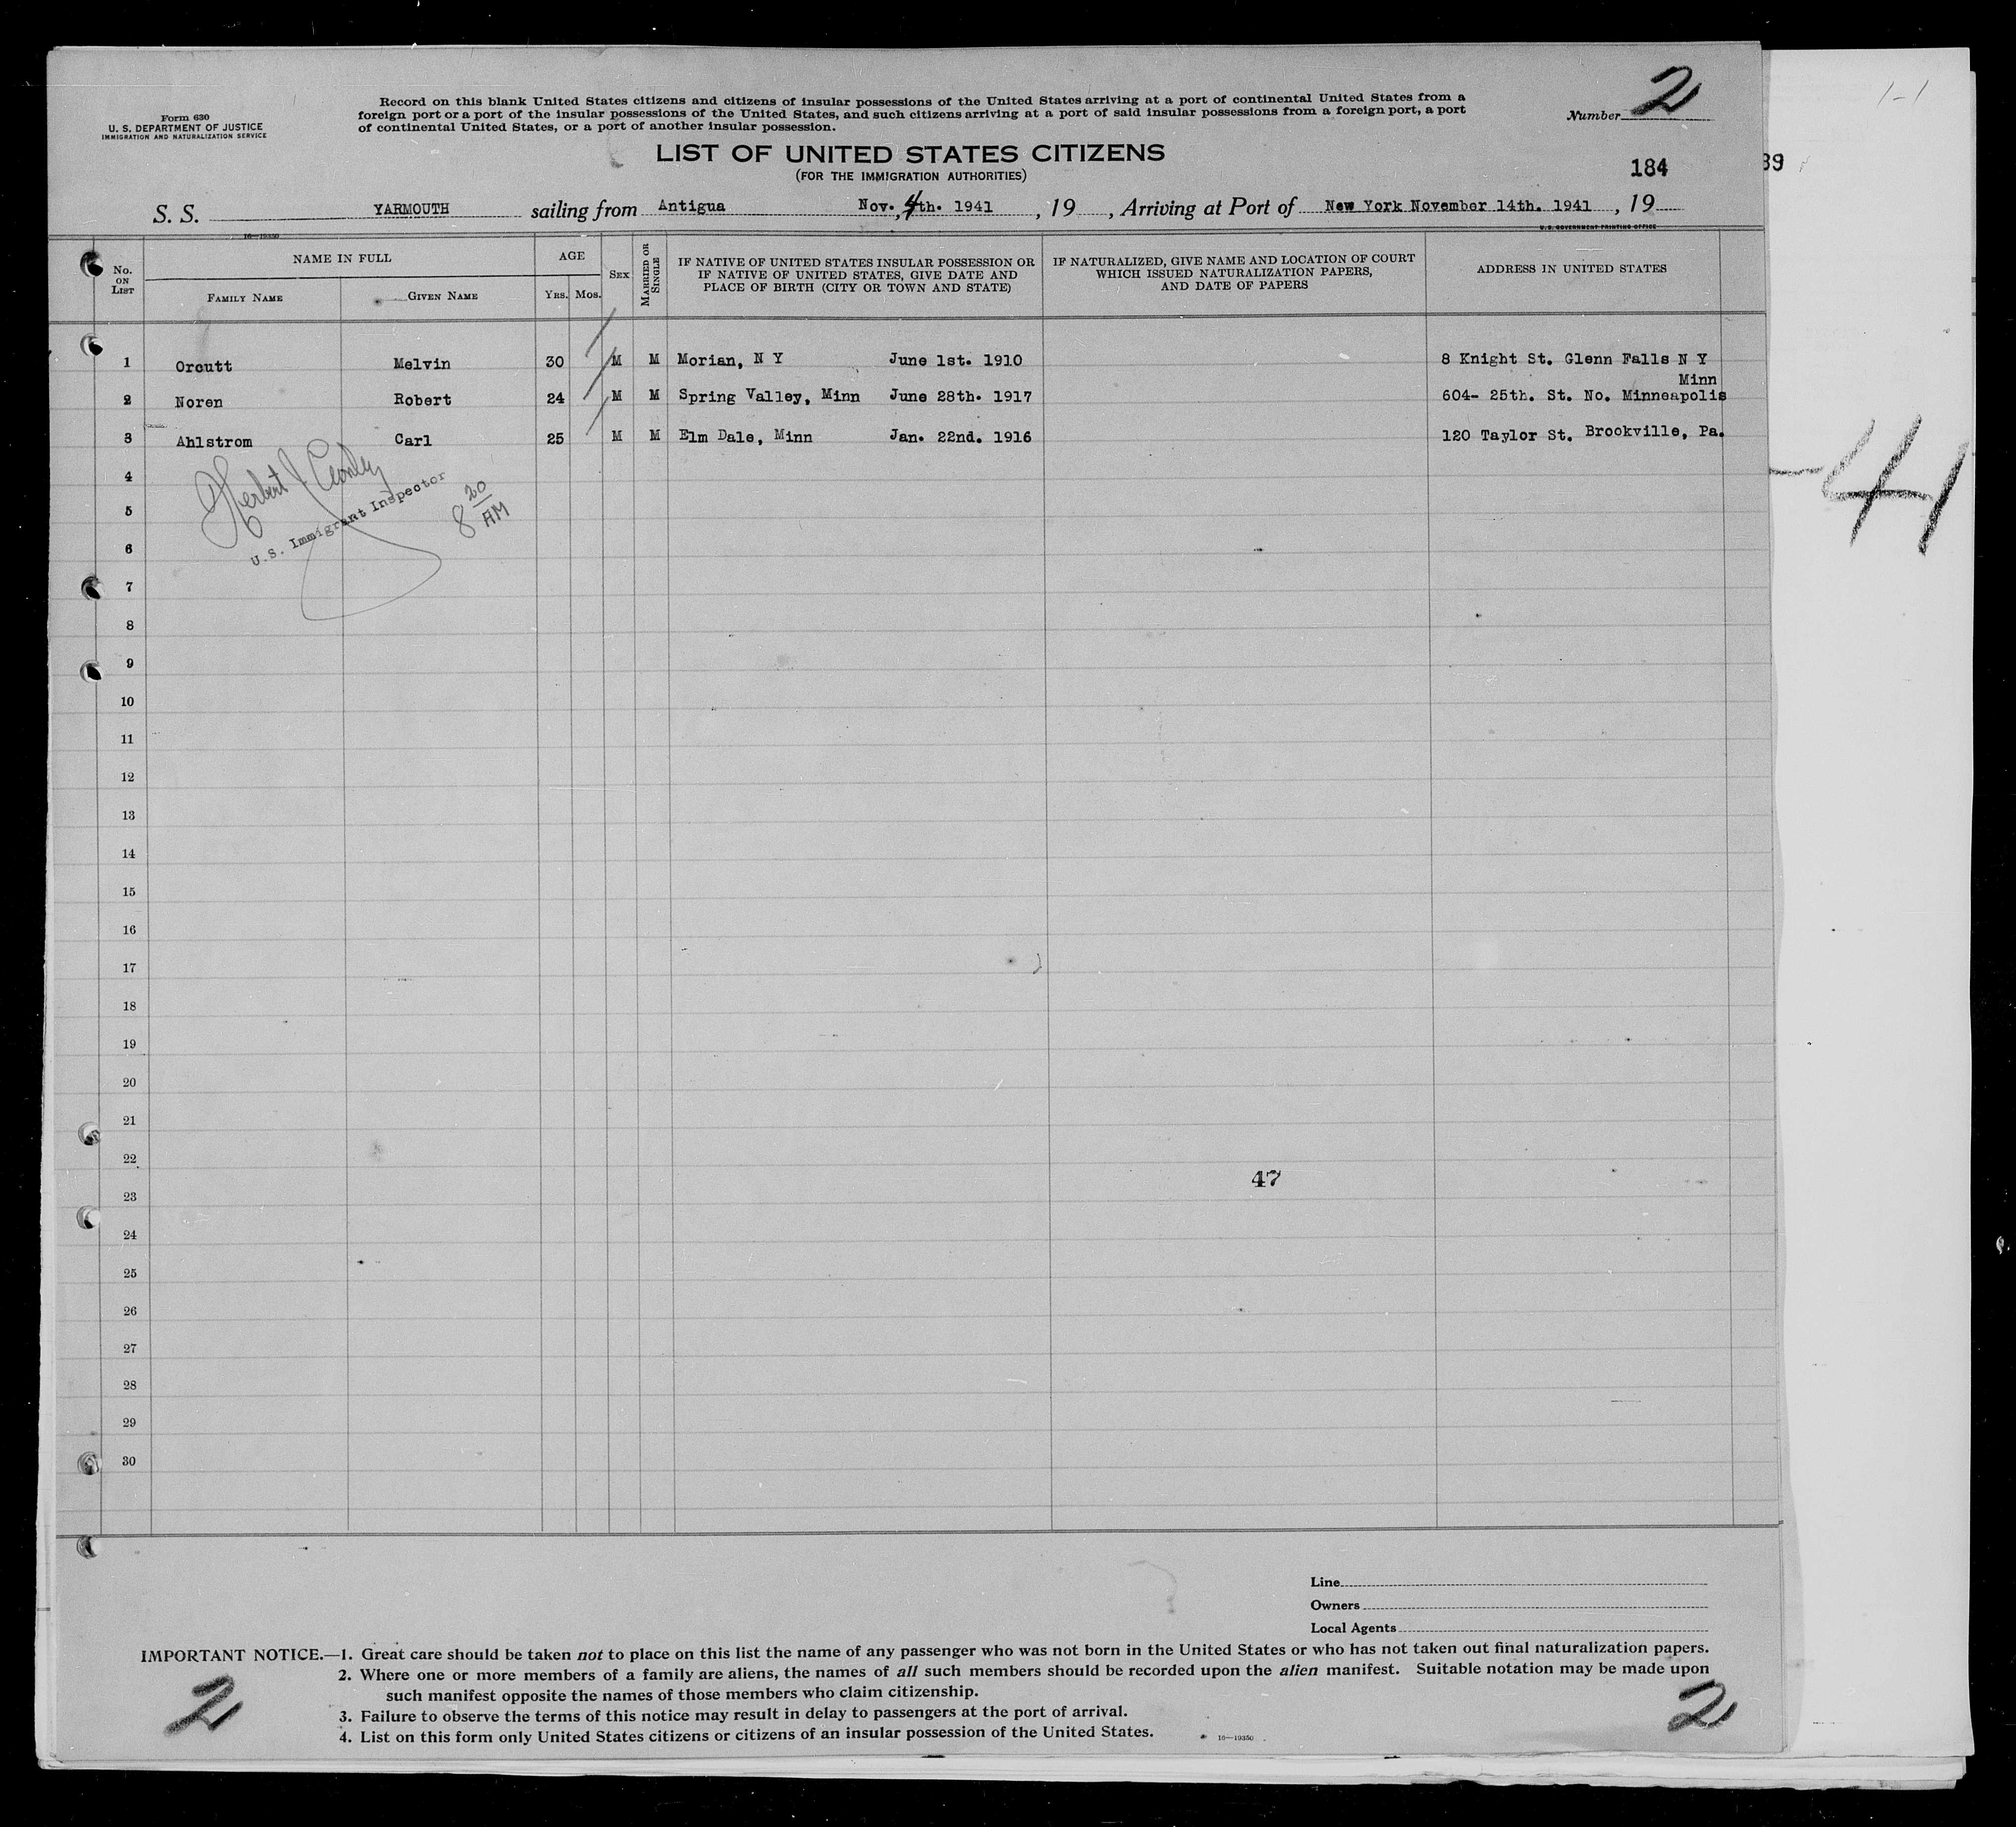 Form 630
U. S. DEPARTMENT OF JUSTICE
IMMIGRATION AND NATURALIZATION SERVICE
Record on this blank United States citizens and citizens of insular possessions of the United States arriving at a port of continental United States from a
foreign port or a port of the insular possessions of the United States, and such citizens arriving at a port of said insular possessions from a foreign port, a port
of continental United States, or a port of another insular possession.
Number 2
1-1
LIST OF UNITED STATES CITIZENS
(FOR THE IMMIGRATION AUTHORITIES)
184
39
S. S. YARMOUTH sailing from Antigua Nov. 4th. 1941 , 19 , Arriving at Port of New York November 14th. 1941 , 19
16—19350
U. S. GOVERNMENT PRINTING OFFICE
No. ON LIST
NAME IN FULL
FAMILY NAME
GIVEN NAME
AGE
YRS.
MOS.
SEX
MARRIED OR SINGLE
IF NATIVE OF UNITED STATES INSULAR POSSESSION OR
IF NATIVE OF UNITED STATES, GIVE DATE AND
PLACE OF BIRTH (CITY OR TOWN AND STATE)
IF NATURALIZED, GIVE NAME AND LOCATION OF COURT
WHICH ISSUED NATURALIZATION PAPERS,
AND DATE OF PAPERS
ADDRESS IN UNITED STATES
1 Orcutt Melvin 30 M M Morian, N Y June 1st. 1910 8 Knight St. Glenn Falls N Y
Minn
2 Noren Robert 24 M M Spring Valley, Minn June 28th. 1917 604- 25th. St. No. Minneapolis
3 Ahlstrom Carl 25 M M Elm Dale, Minn Jan. 22nd. 1916 120 Taylor St. Brookville, Pa.
4
Herbert J
U.S. Immigrant Inspector
8 20 AM
41
5
6
7
8
9
10
11
12
13
14
15
16
17
18
19
20
21
22
47
23
24
25
26
27
28
29
30
Line
Owners
Local Agents
IMPORTANT NOTICE.—1. Great care should be taken not to place on this list the name of any passenger who was not born in the United States or who has not taken out final naturalization papers.
2. Where one or more members of a family are aliens, the names of all such members should be recorded upon the alien manifest. Suitable notation may be made upon
such manifest opposite the names of those members who claim citizenship.
3. Failure to observe the terms of this notice may result in delay to passengers at the port of arrival.
4. List on this form only United States citizens or citizens of an insular possession of the United States.
16—19350
2
2